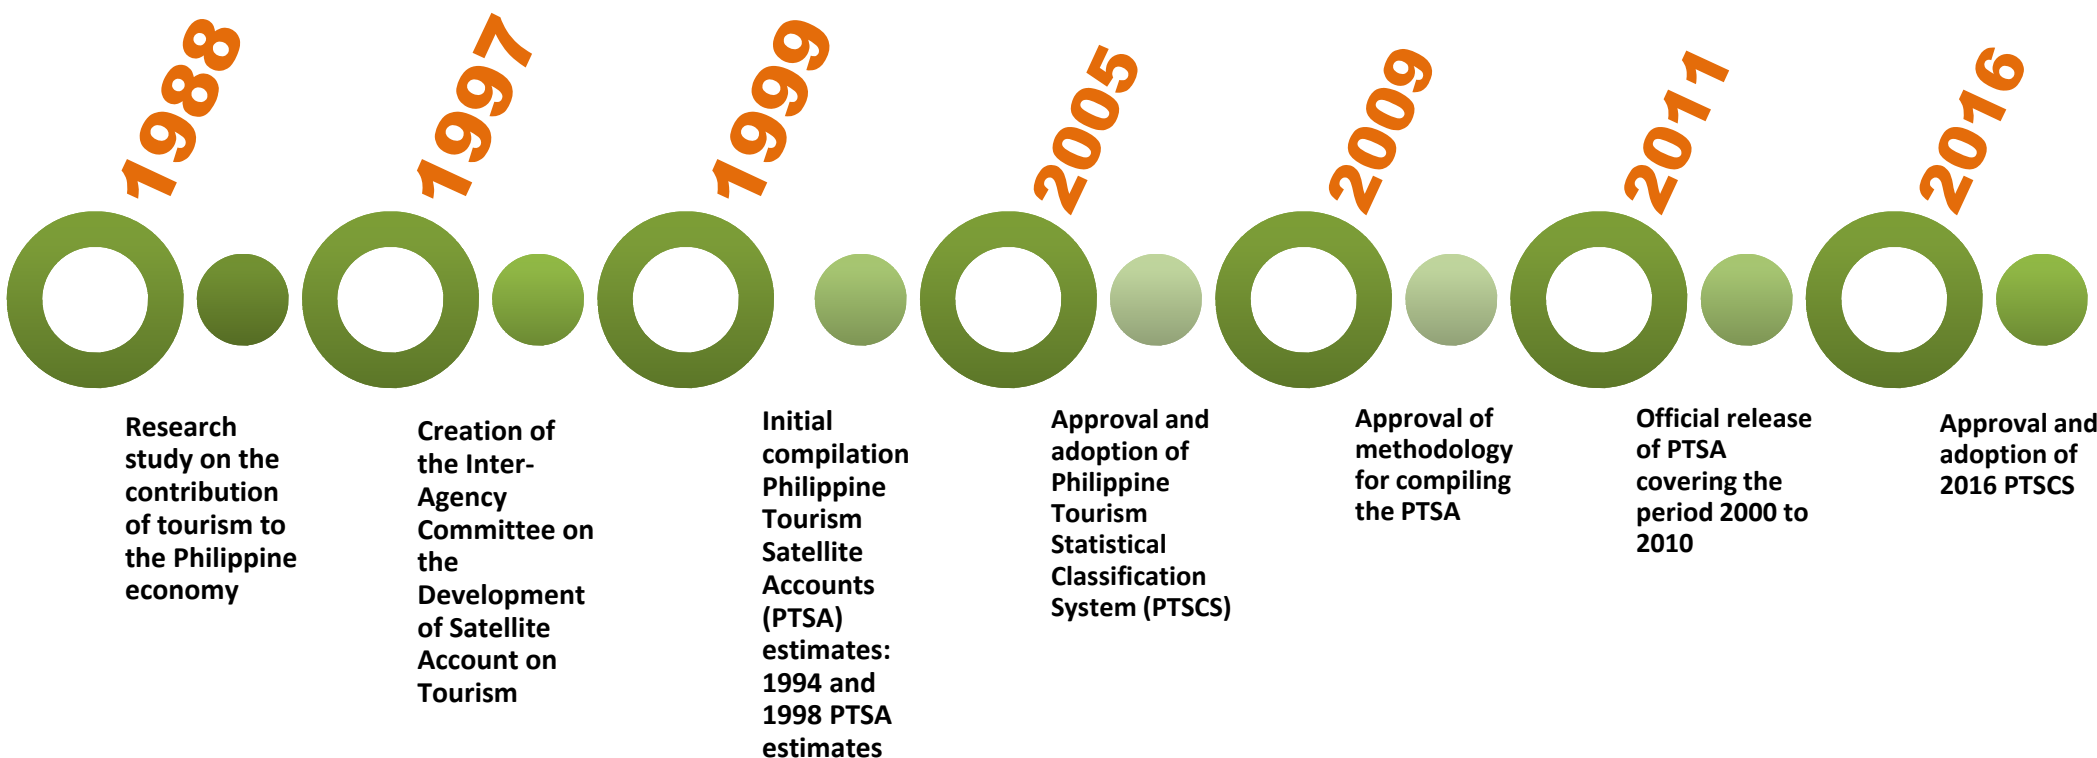 1988
1997
1999
2005
2009
2011
2016
Research
study on the
contribution
of tourism to
the Philippine
economy
Creation of
the Inter-
Agency
Committee on
the
Development
of Satellite
Account on
Tourism
Initial
compilation
Philippine
Tourism
Satellite
Accounts
(PTSA)
estimates:
1994 and
1998 PTSA
estimates
Approval and
adoption of
Philippine
Tourism
Statistical
Classification
System (PTSCS)
Approval of
methodology
for compiling
the PTSA
Official release
of PTSA
covering the
period 2000 to
2010
Approval and
adoption of
2016 PTSCS